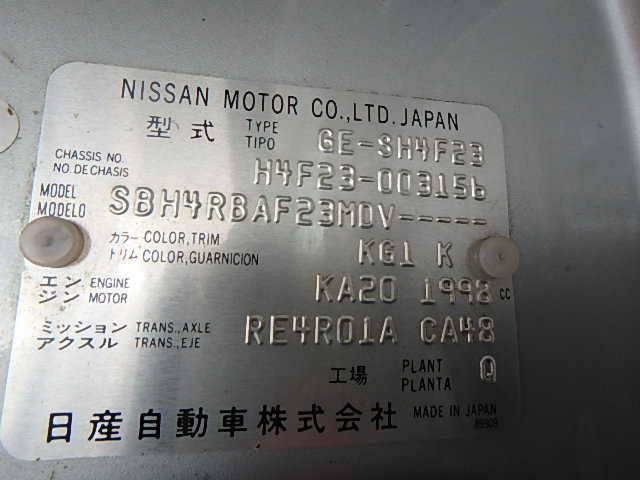 NISSAN MOTOR CO.,LTD. JAPAN
型式 TYPE TIPO GE-SH4F23
CHASSIS NO. NO. DE CHASIS H4F23-003156
MODEL MODELO SBH4RBAF23MDV-----
カラー COLOR, TRIM
トリム COLOR, GUARNICION KG1 K
エンジン ENGINE MOTOR KA20 1998 CC
ミッション TRANS., AXLE
アクスル TRANS., EJE RE4R01A CA48
工場 PLANT PLANTA Q
日産自動車株式会社 MADE IN JAPAN
89909